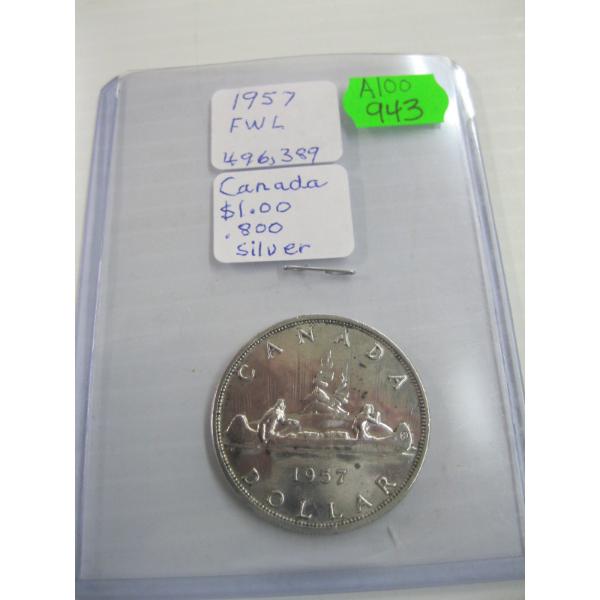 1957
FWL
496,389
Canada
$1.00
.800
silver
A100
943
CANADA
1957
DOLLAR